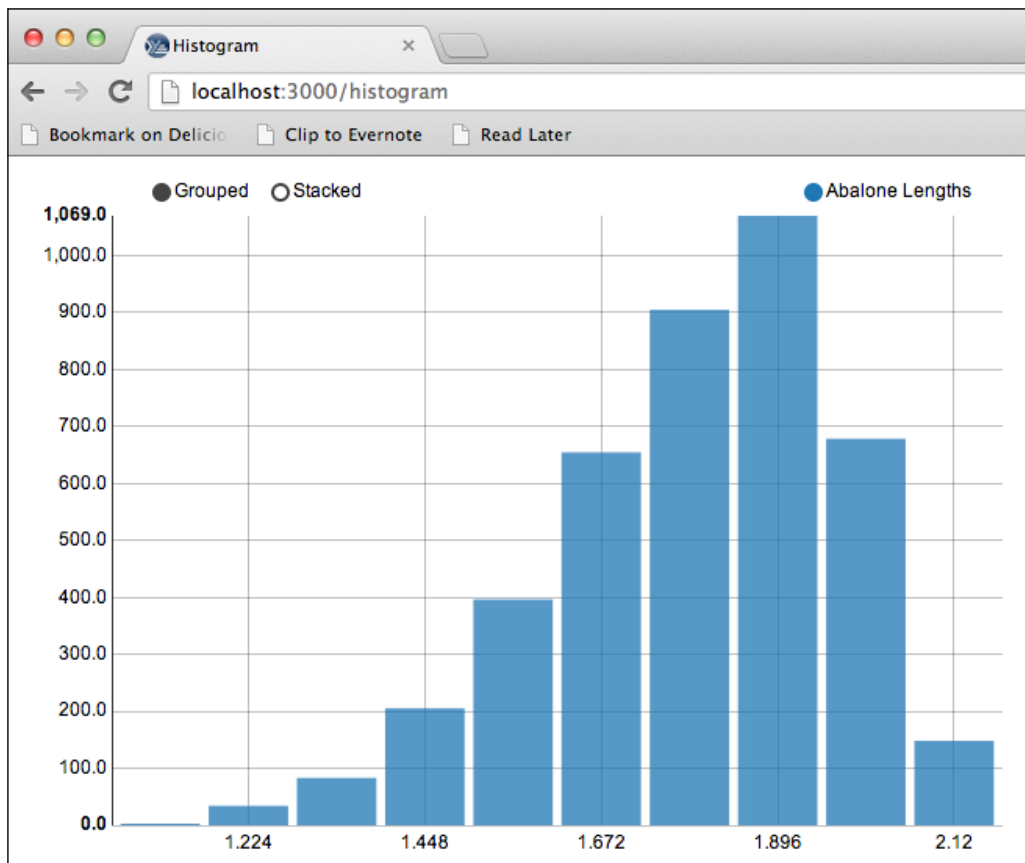 Histogram
localhost:3000/histogram
Bookmark on Delicio
Clip to Evernote
Read Later
Grouped
Stacked
Abalone Lengths
1,069.0
1,000.0
900.0
800.0
700.0
600.0
500.0
400.0
300.0
200.0
100.0
0.0
1.224 1.448 1.672 1.896 2.12